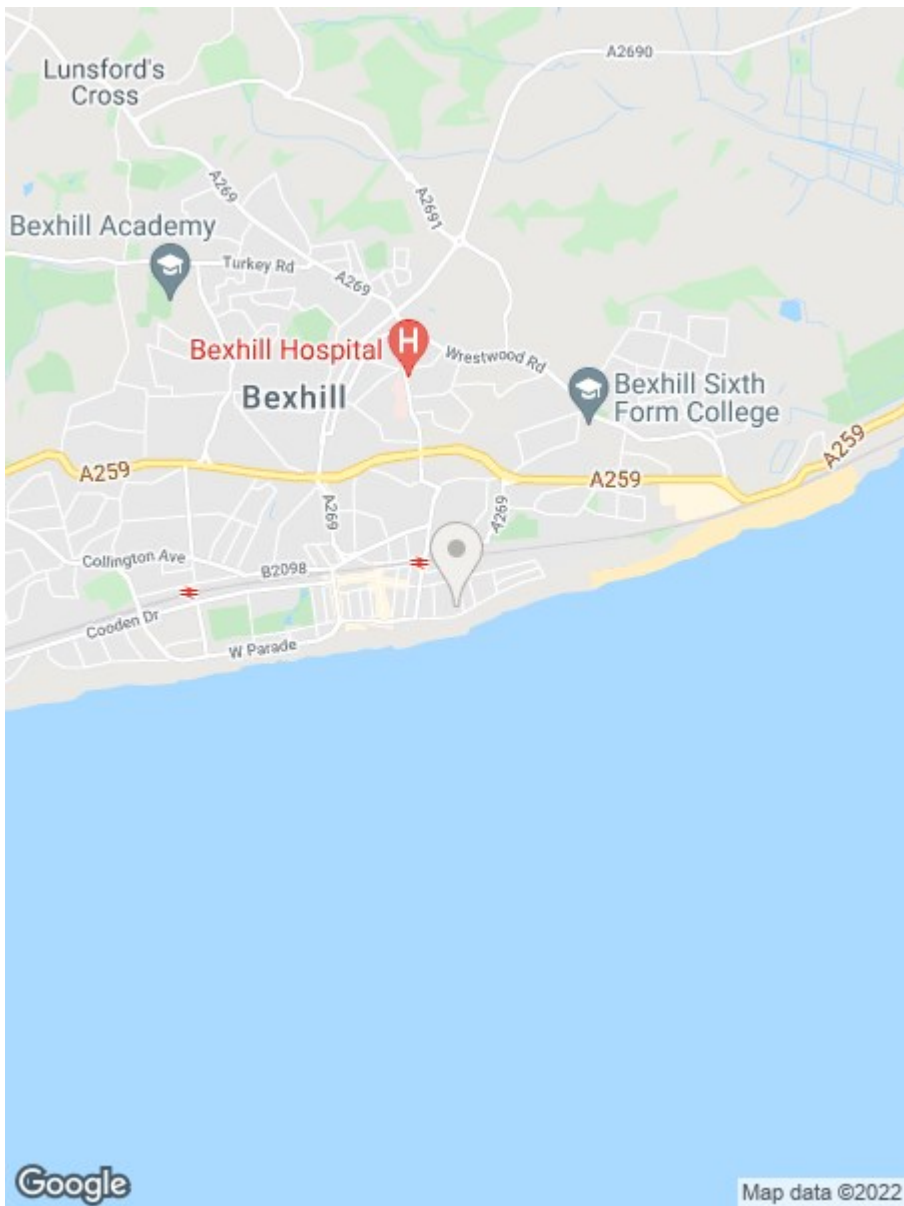 A2690
Lunsford's
Cross
A269
A2691
Bexhill Academy
Turkey Rd
A269
Bexhill Hospital
H
Wrestwood Rd
Bexhill
Bexhill Sixth
Form College
A259
A259
A259
A269
A269
Collington Ave
B2098
Cooden Dr
W Parade
Google
Map data ©2022